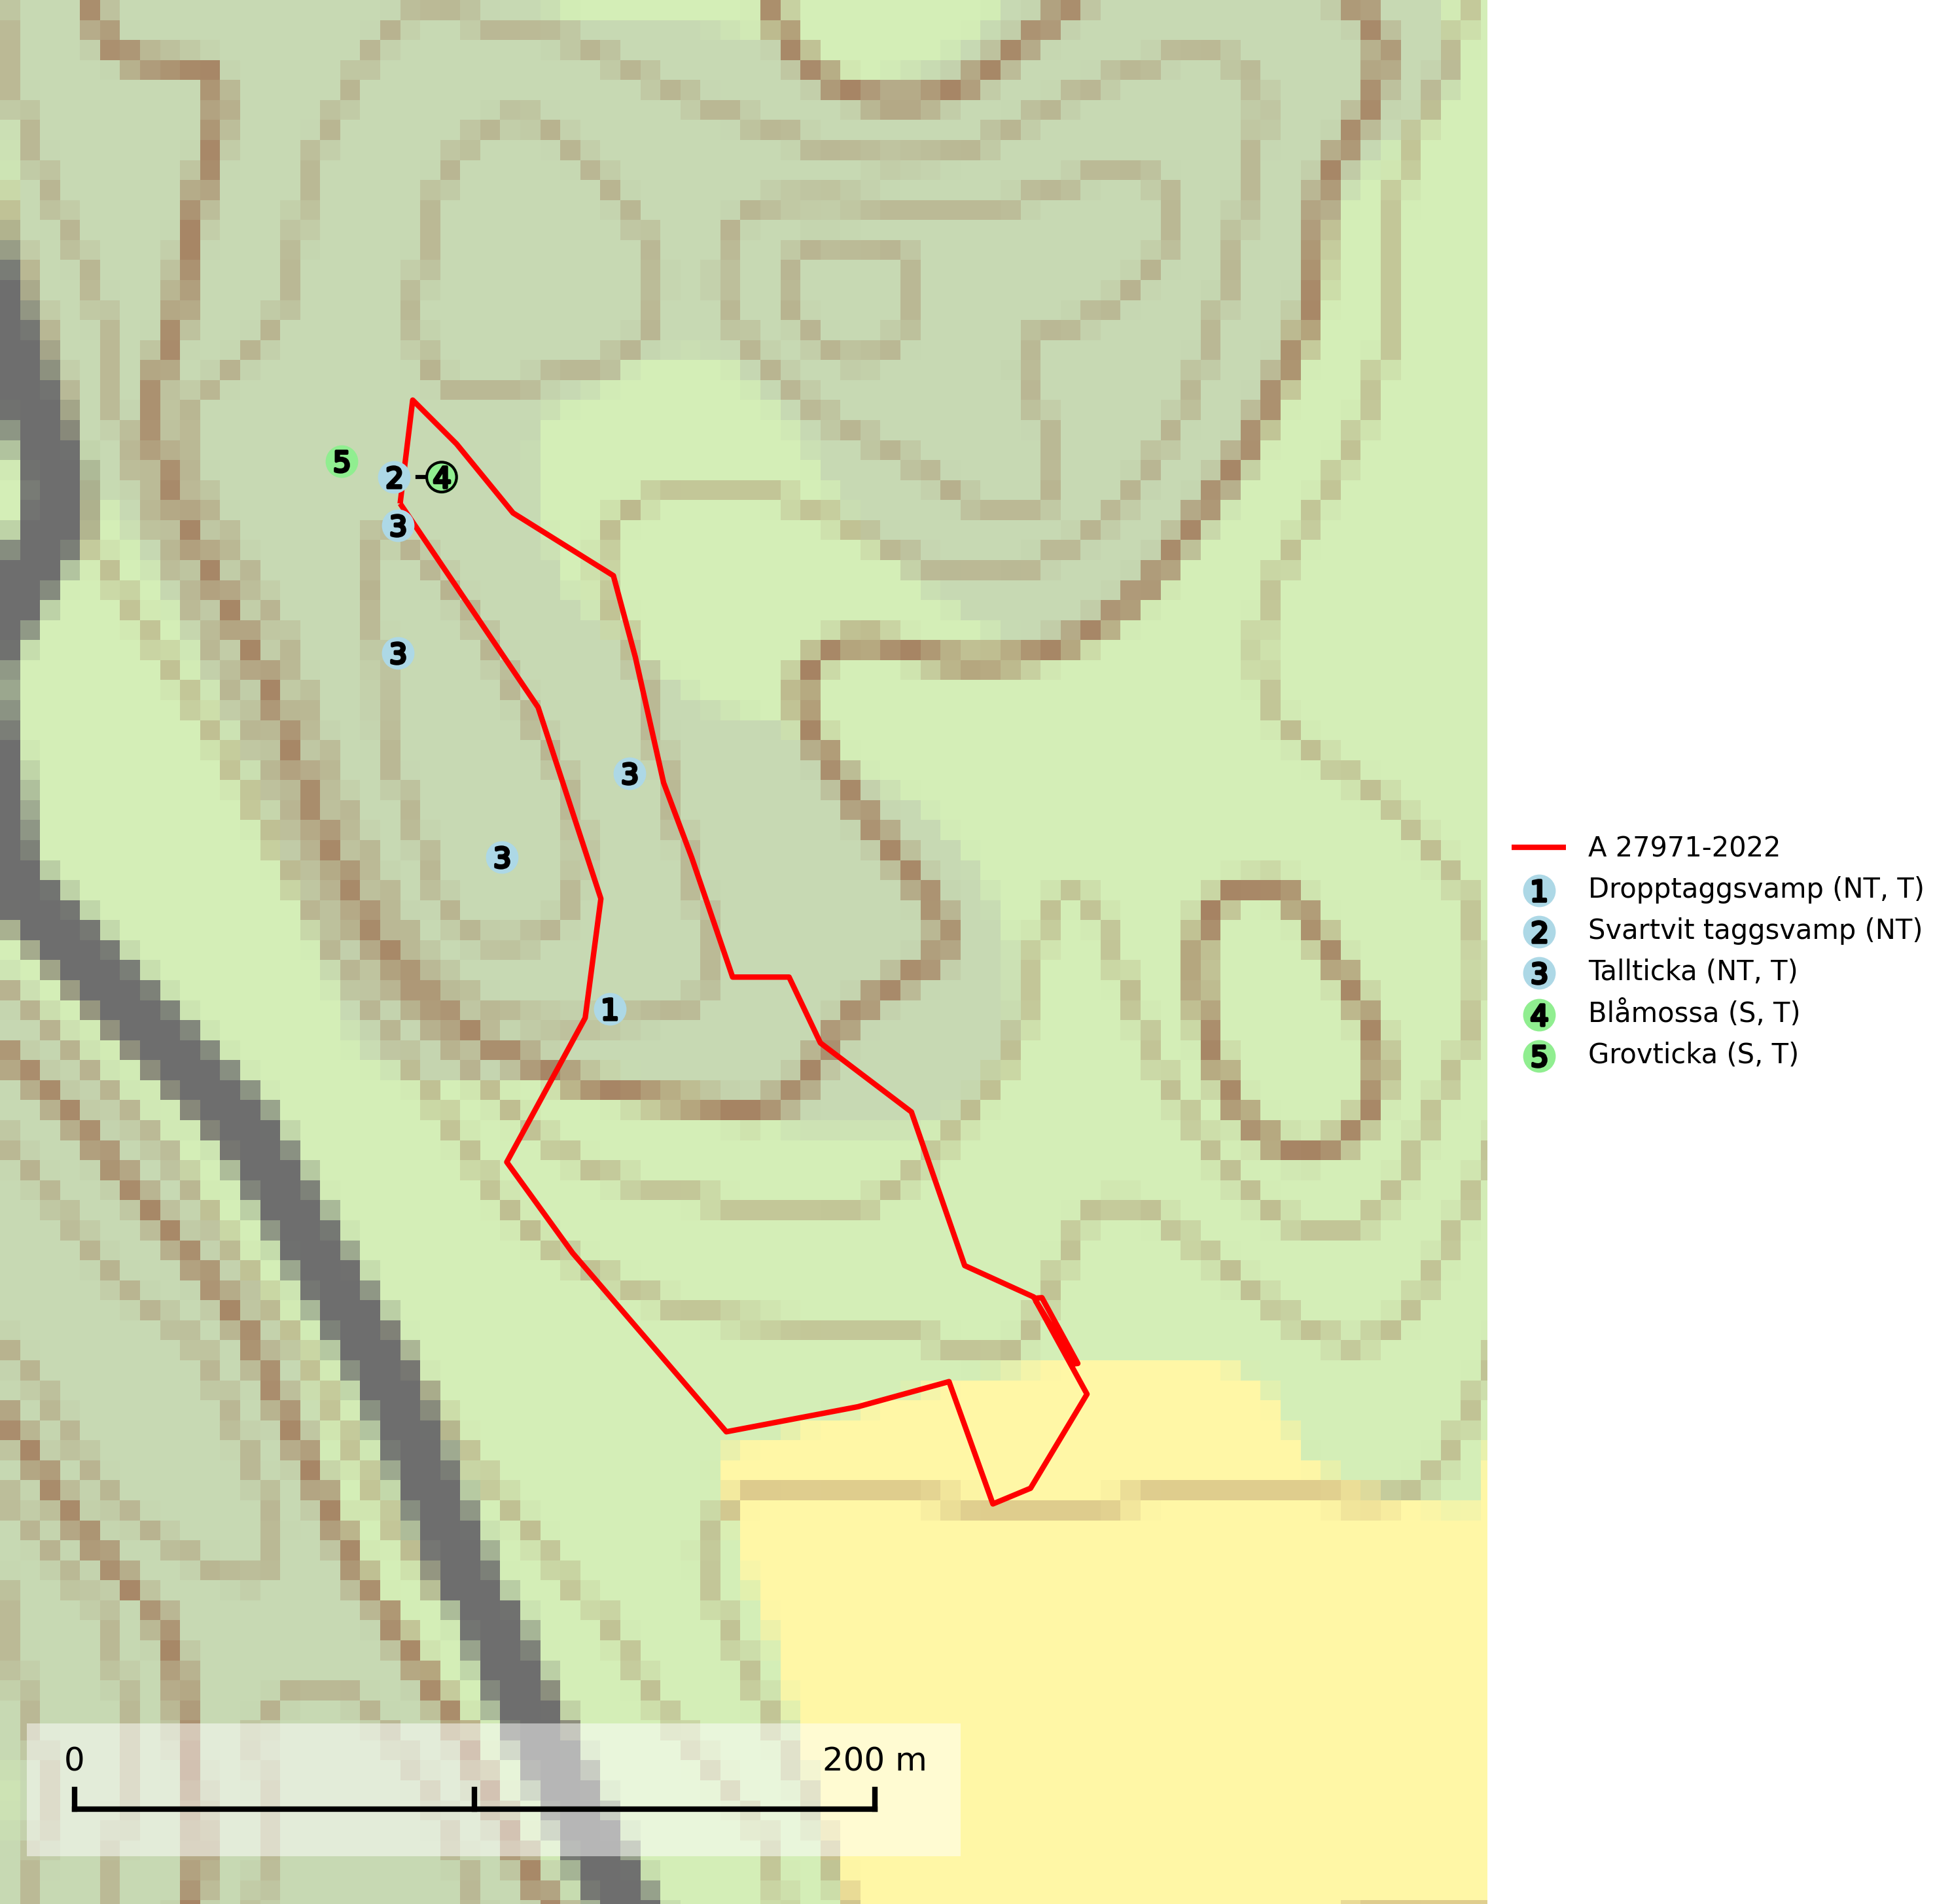 5
2
4
3
3
3
3
1
A 27971-2022
1 Dropptaggsvamp (NT, T)
2 Svartvit taggsvamp (NT)
3 Tallticka (NT, T)
4 Blåmossa (S, T)
5 Grovticka (S, T)
0 200 m